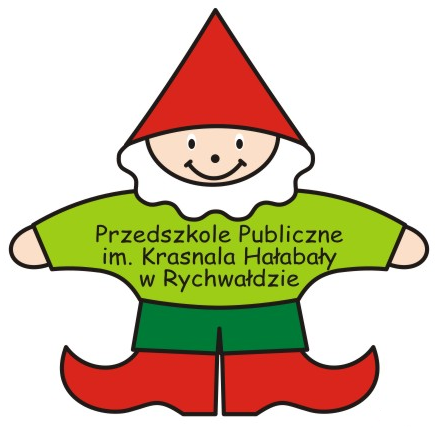 Przedszkole Publiczne
im. Krasnala Hałabały
w Rychwałdzie